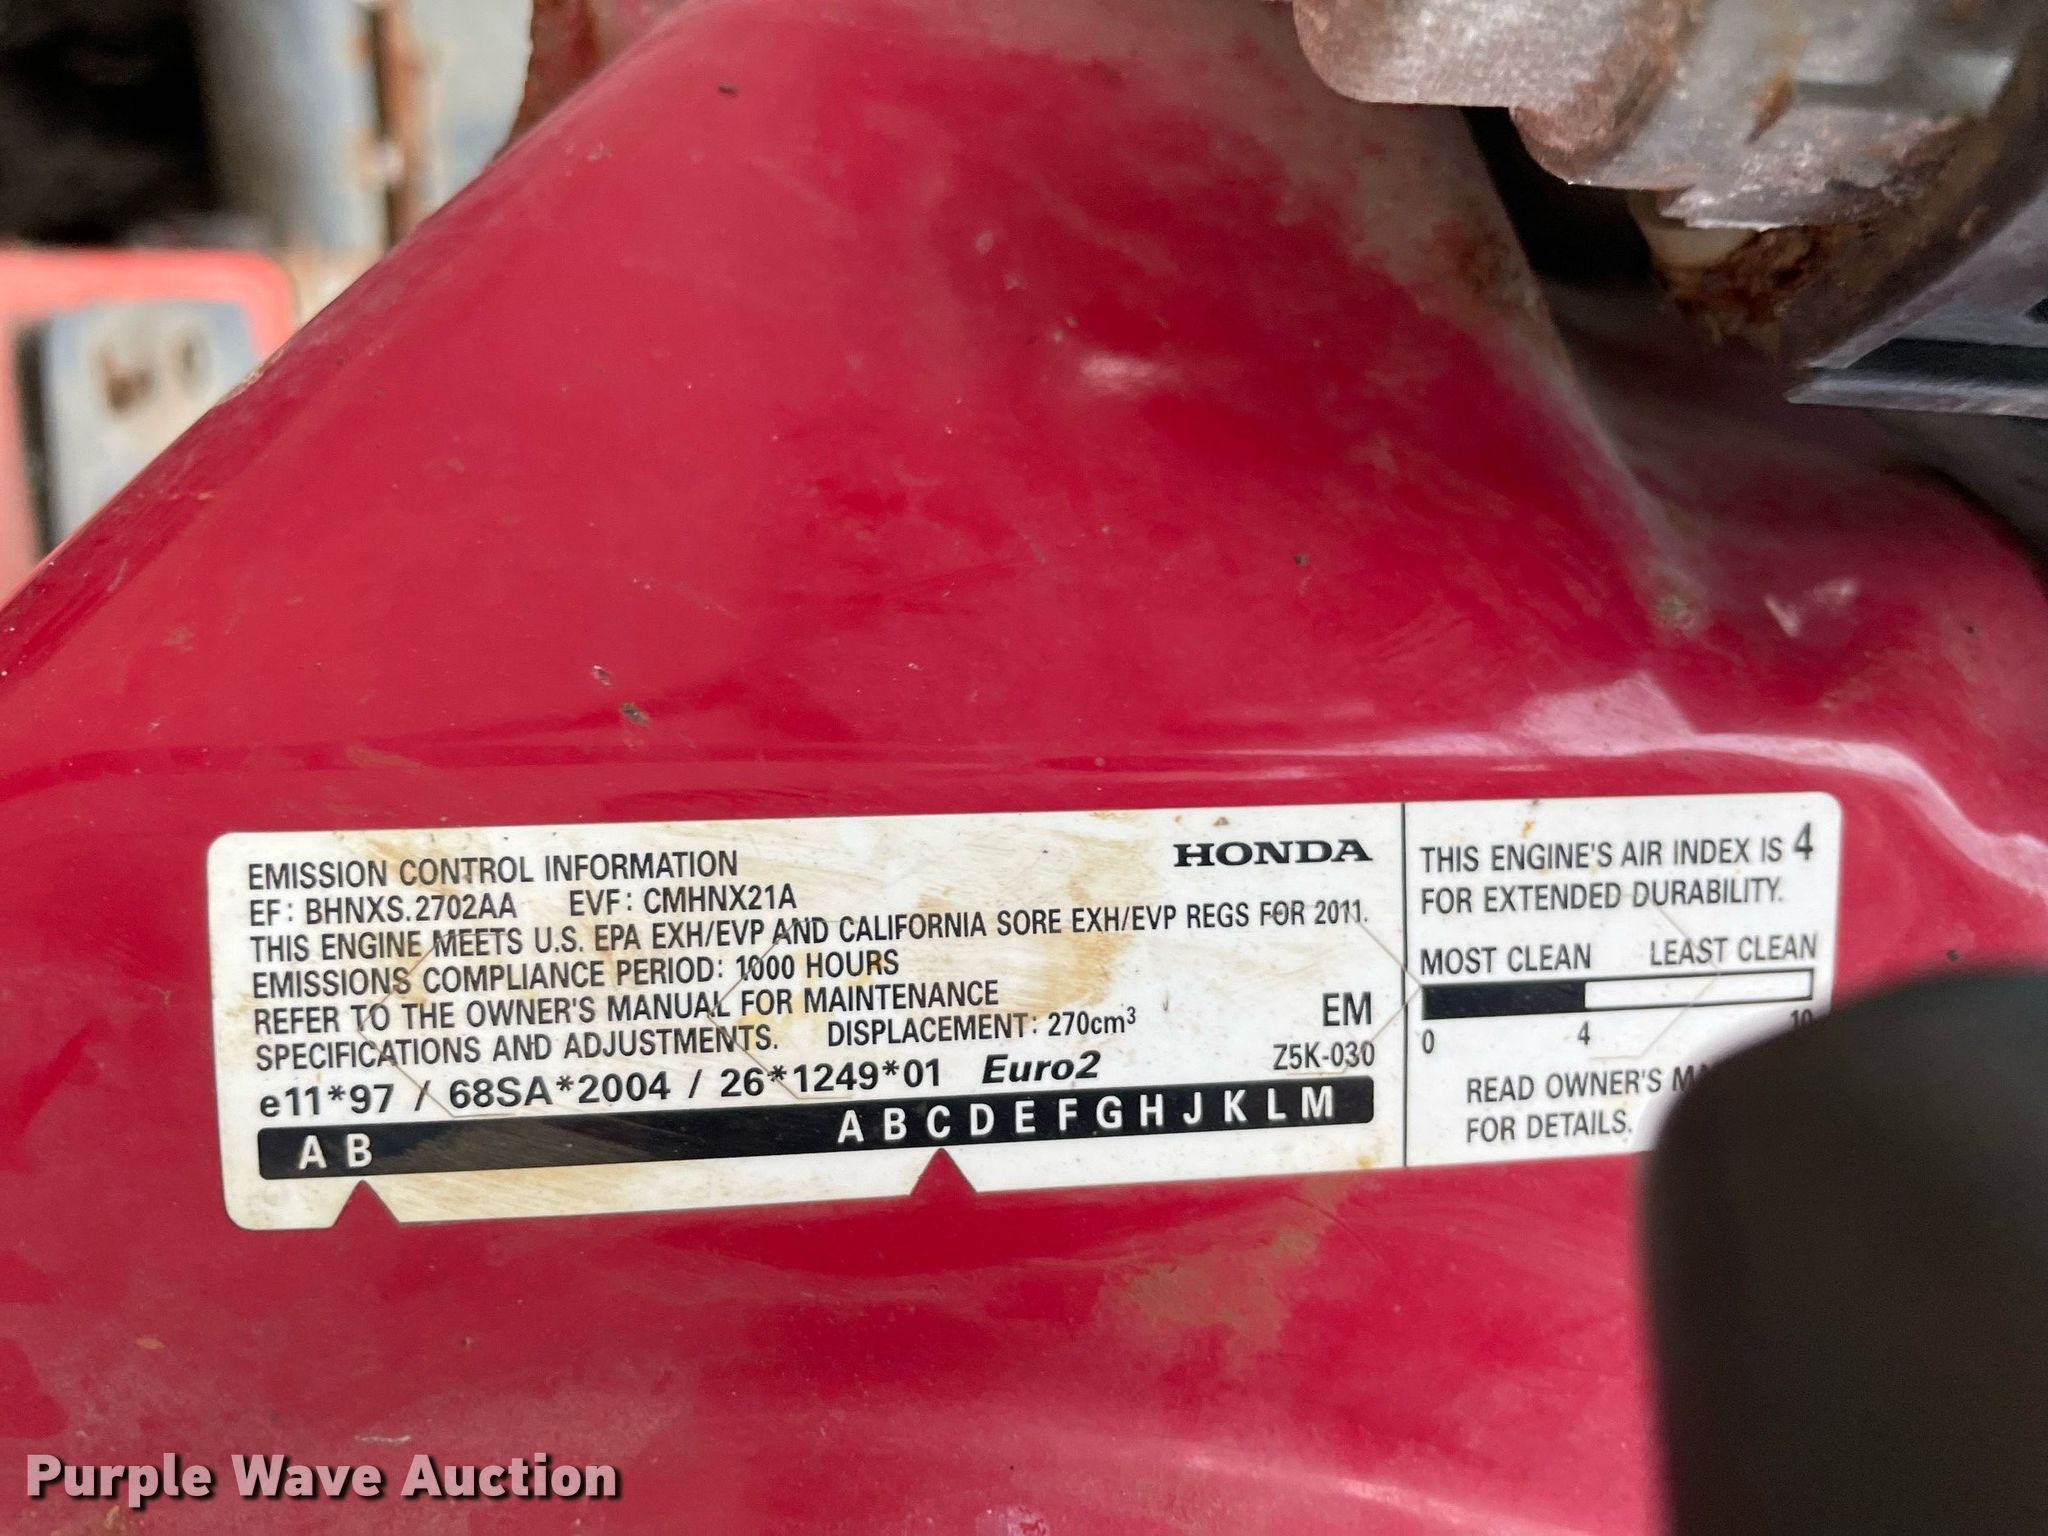 EMISSION CONTROL INFORMATION
HONDA
EF: BHNXS.2702AA EVF: CMHNX21A
THIS ENGINE MEETS U.S. EPA EXH/EVP AND CALIFORNIA SORE EXH/EVP REGS FOR 2011.
EMISSIONS COMPLIANCE PERIOD: 1000 HOURS
REFER TO THE OWNER'S MANUAL FOR MAINTENANCE
SPECIFICATIONS AND ADJUSTMENTS. DISPLACEMENT: 270cm³
EM
e11*97 / 68SA*2004 / 26*1249*01 Euro2
Z5K-030
A B A B C D E F G H J K L M
THIS ENGINE'S AIR INDEX IS 4
FOR EXTENDED DURABILITY.
MOST CLEAN LEAST CLEAN
0 4 10
READ OWNER'S
FOR DETAILS.
Purple Wave Auction